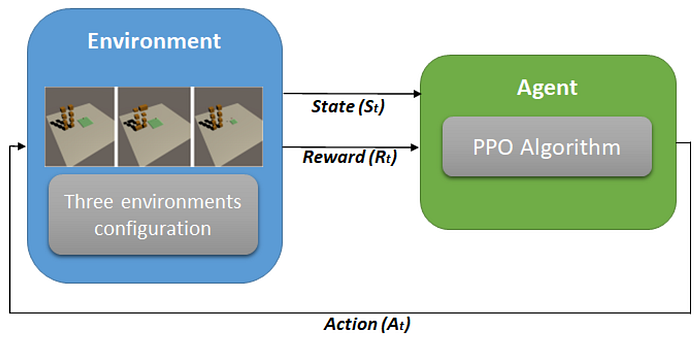 Environment
Three environments
configuration
State (St)
Reward (Rt)
Agent
PPO Algorithm
Action (At)